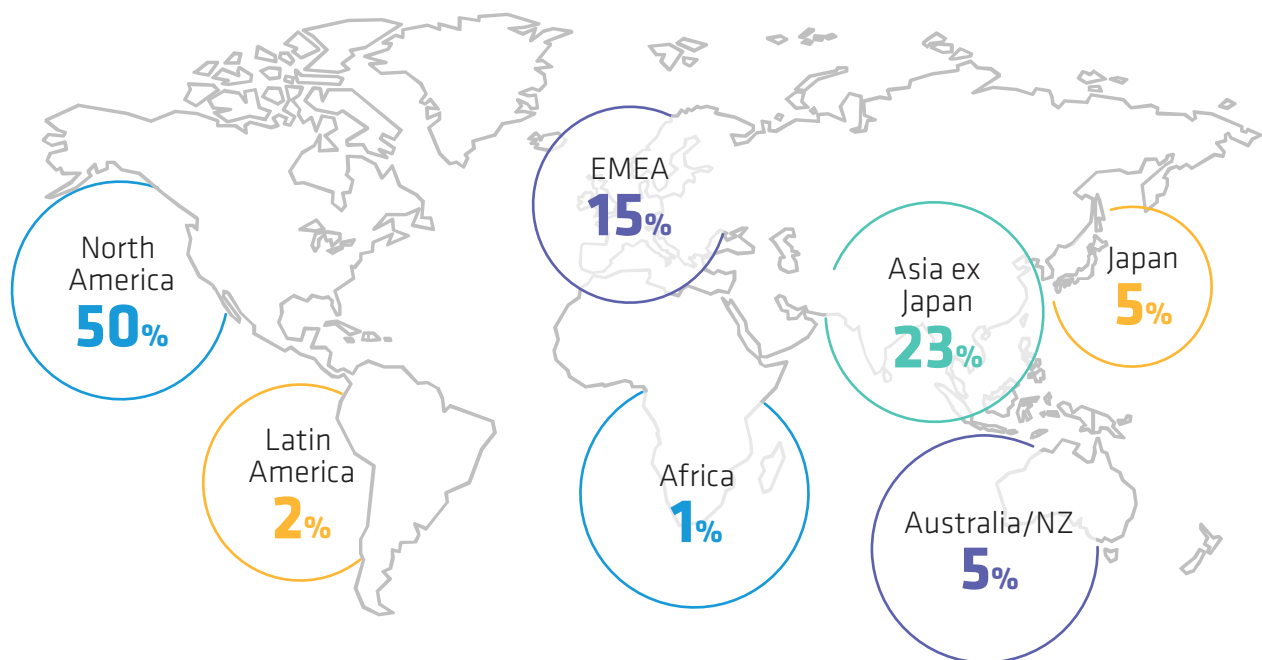 North
America
50%
Latin
America
2%
EMEA
15%
Africa
1%
Asia ex
Japan
23%
Japan
5%
Australia/NZ
5%